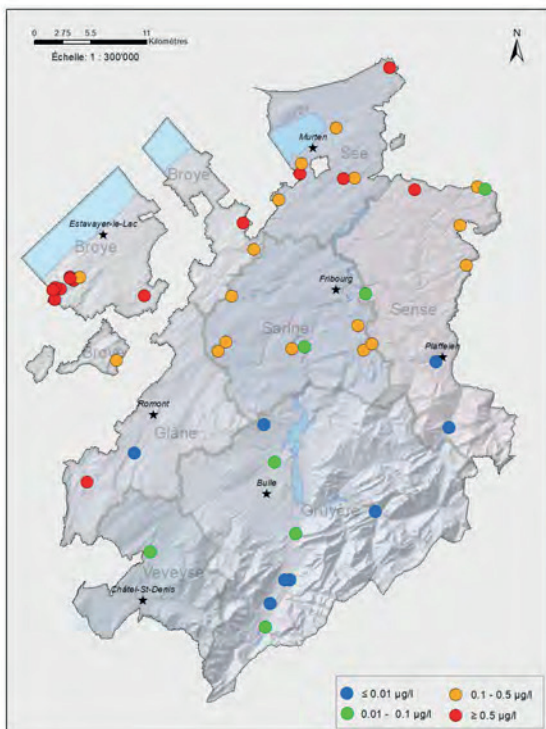 0 2.75 5.5 11
Kilomètres
Échelle: 1 : 300'000
N
Murten
See
Broye
Estavayer-le-Lac
Broye
Fribourg
Sense
Sarine
Plaffeien
Broye
Romont
Glâne
Bulle
Gruyère
Veveyse
Châtel-St-Denis
≤ 0.01 µg/l
0.1 - 0.5 µg/l
0.01 - 0.1 µg/l
≥ 0.5 µg/l